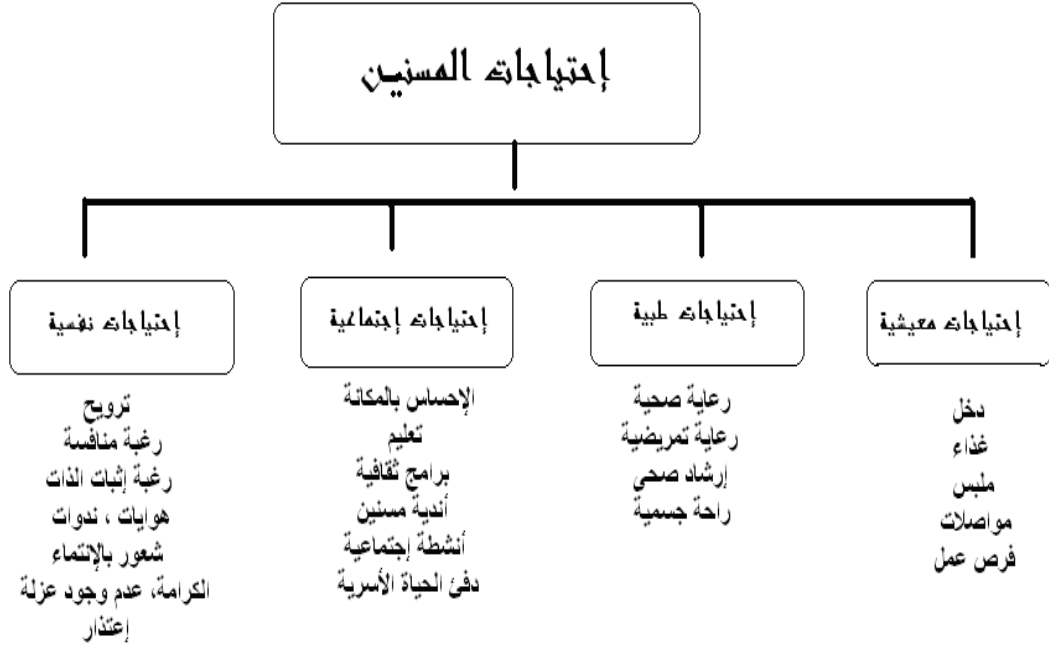 إحتياجات المسنين
إحتياجات معيشية
دخل
غذاء
ملبس
مواصلات
فرص عمل
إحتياجات طبية
رعاية صحية
رعاية تمريضية
إرشاد صحى
راحة جسمية
إحتياجات إجتماعية
الإحساس بالمكانة
تعليم
برامج ثقافية
أندية مسنين
أنشطة إجتماعية
دفئ الحياة الأسرية
إحتياجات نفسية
ترويح
رغبة منافسة
رغبة إثبات الذات
هوايات ، ندوات
شعور بالإنتماء
الكرامة، عدم وجود عزلة
إعتذار